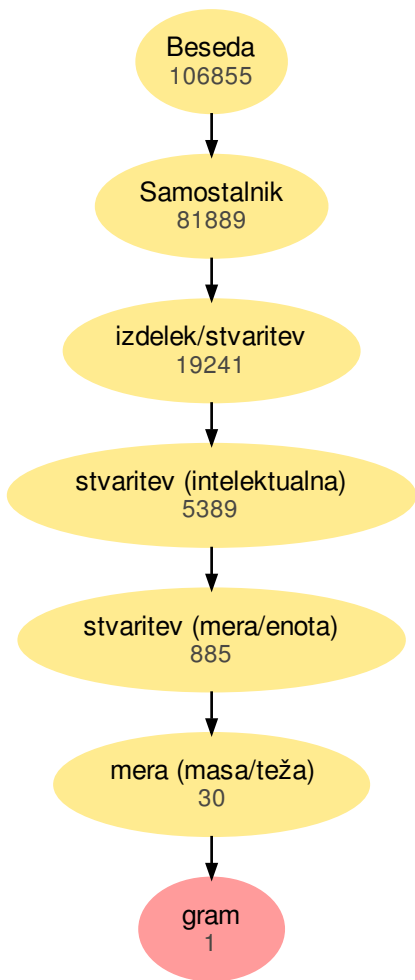 Beseda
106855
Samostalnik
81889
izdelek/stvaritev
19241
stvaritev (intelektualna)
5389
stvaritev (mera/enota)
885
mera (masa/teža)
30
gram
1